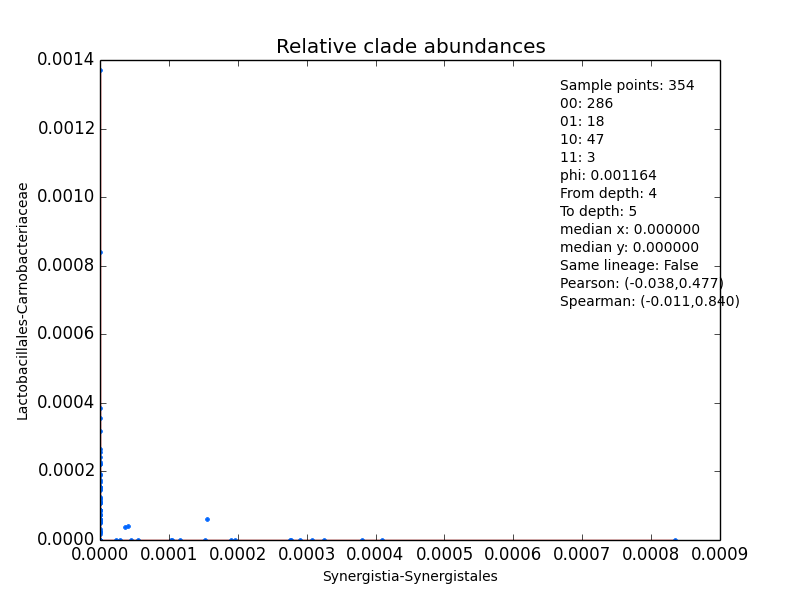 Relative clade abundances
0.0014
0.0012
0.0010
0.0008
0.0006
0.0004
0.0002
0.0000
Lactobacillales-Carnobacteriaceae
Sample points: 354
00: 286
01: 18
10: 47
11: 3
phi: 0.001164
From depth: 4
To depth: 5
median x: 0.000000
median y: 0.000000
Same lineage: False
Pearson: (-0.038,0.477)
Spearman: (-0.011,0.840)
0.0000 0.0001 0.0002 0.0003 0.0004 0.0005 0.0006 0.0007 0.0008 0.0009
Synergistia-Synergistales